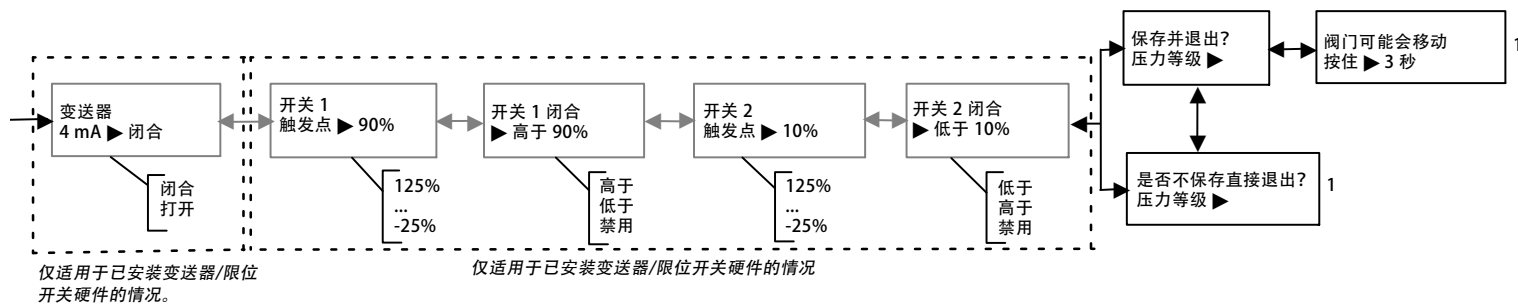 变送器
4 mA ▶ 闭合
闭合
打开
仅适用于已安装变送器/限位
开关硬件的情况。
开关 1
触发点 ▶ 90%
125%
...
-25%
开关 1 闭合
▶ 高于 90%
高于
低于
禁用
开关 2
触发点 ▶ 10%
125%
...
-25%
开关 2 闭合
▶ 低于 10%
低于
高于
禁用
仅适用于已安装变送器/限位开关硬件的情况
保存并退出?
压力等级 ▶
阀门可能会移动
按住 ▶ 3 秒
1
是否不保存直接退出?
压力等级 ▶
1